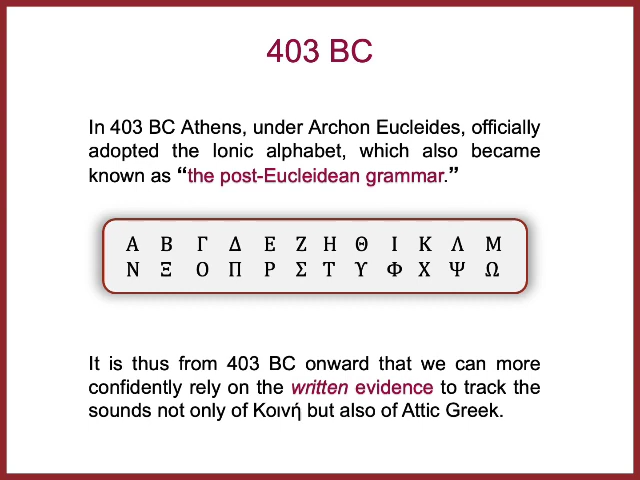 403 BC
In 403 BC Athens, under Archon Eucleides, officially
adopted the Ionic alphabet, which also became
known as “the post-Eucleidean grammar.”
Α Β Γ Δ Ε Ζ Η Θ Ι Κ Λ Μ
Ν Ξ Ο Π Ρ Σ Τ Υ Φ Χ Ψ Ω
It is thus from 403 BC onward that we can more
confidently rely on the written evidence to track the
sounds not only of Κοινή but also of Attic Greek.